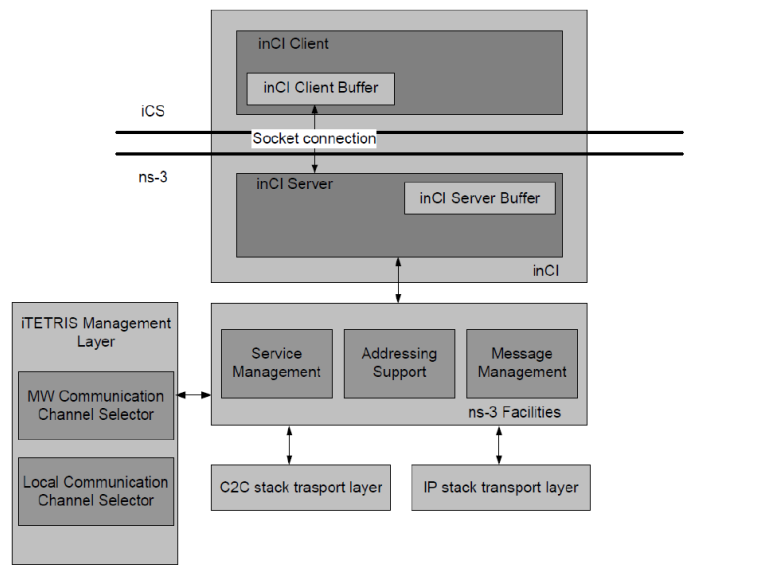 inCI Client
inCI Client Buffer
iCS
Socket connection
ns-3
inCI Server
inCI Server Buffer
inCI
iTETRIS Management
Layer
MW Communication
Channel Selector
Local Communication
Channel Selector
Service
Management
Addressing
Support
Message
Management
ns-3 Facilities
C2C stack trasport layer
IP stack transport layer